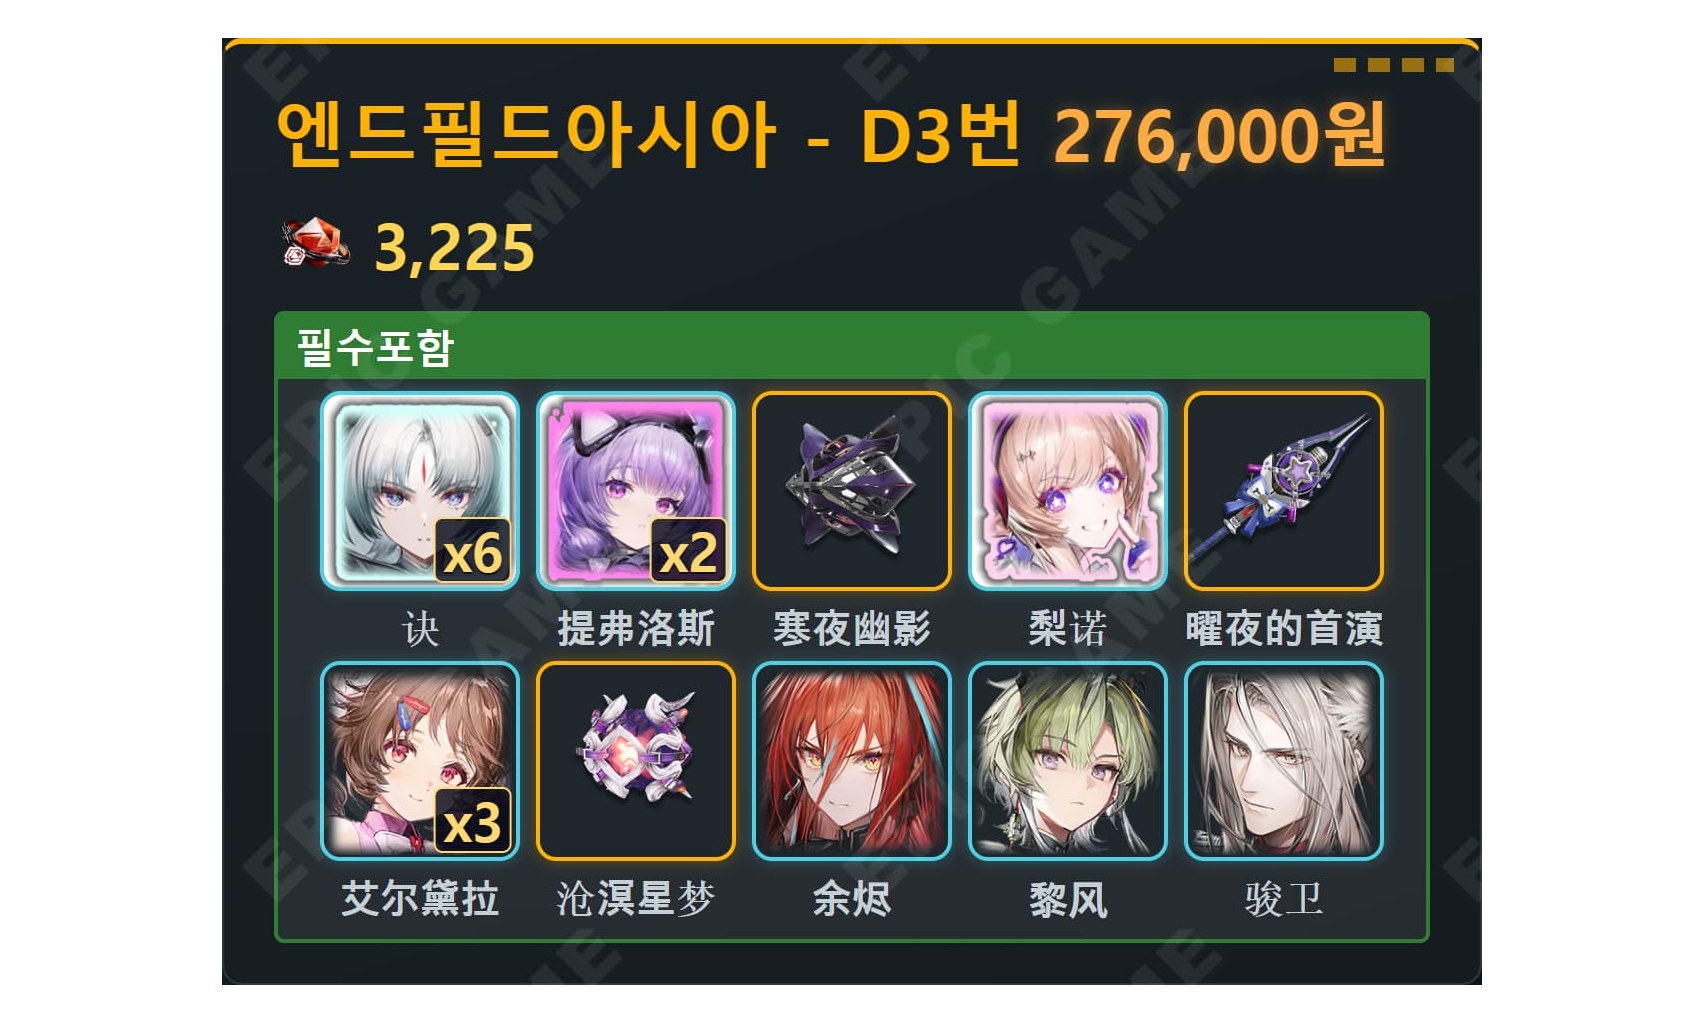 엔드필드아시아 - D3번 276,000원
3,225
필수포함
x6 x2
诀 提弗洛斯 寒夜幽影 梨诺 曜夜的首演
x3
艾尔黛拉 沧溟星梦 余烬 黎风 骏卫
EPIC GAME